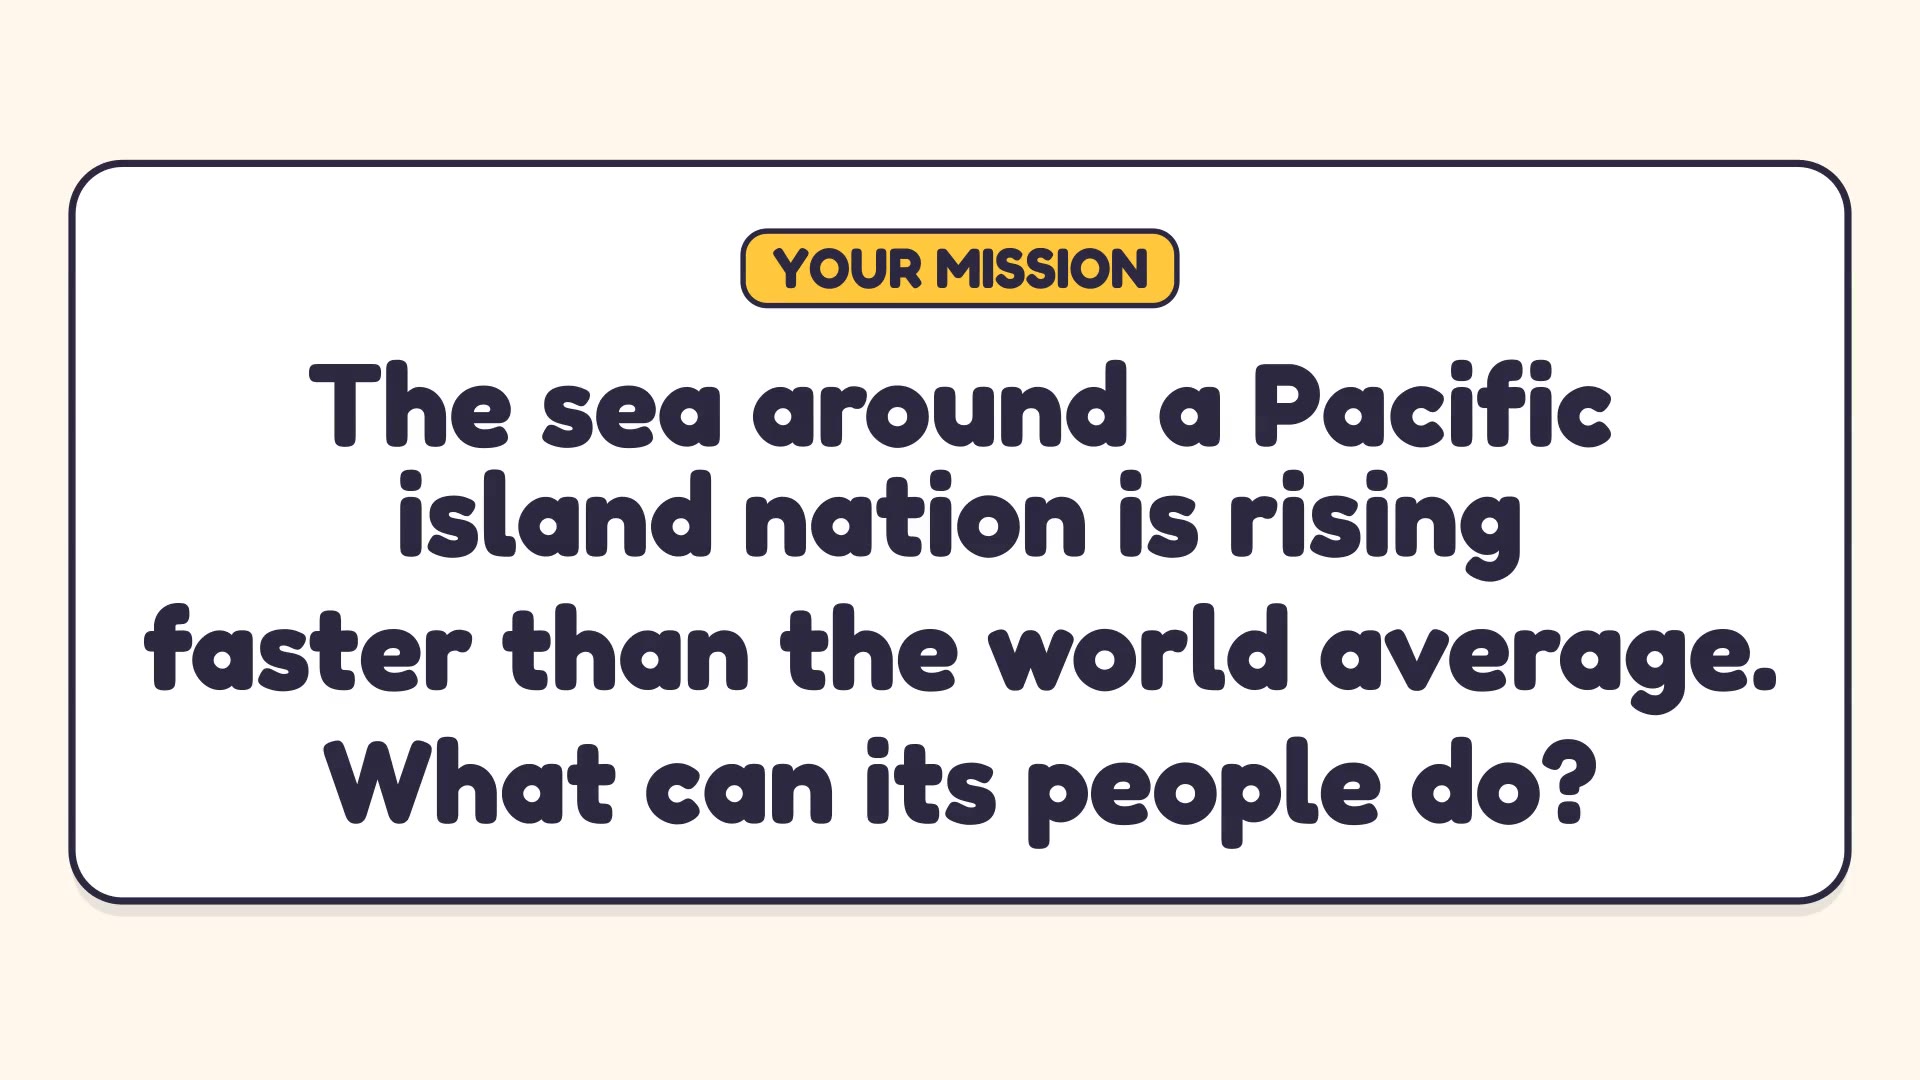 YOUR MISSION
The sea around a Pacific
island nation is rising
faster than the world average.
What can its people do?